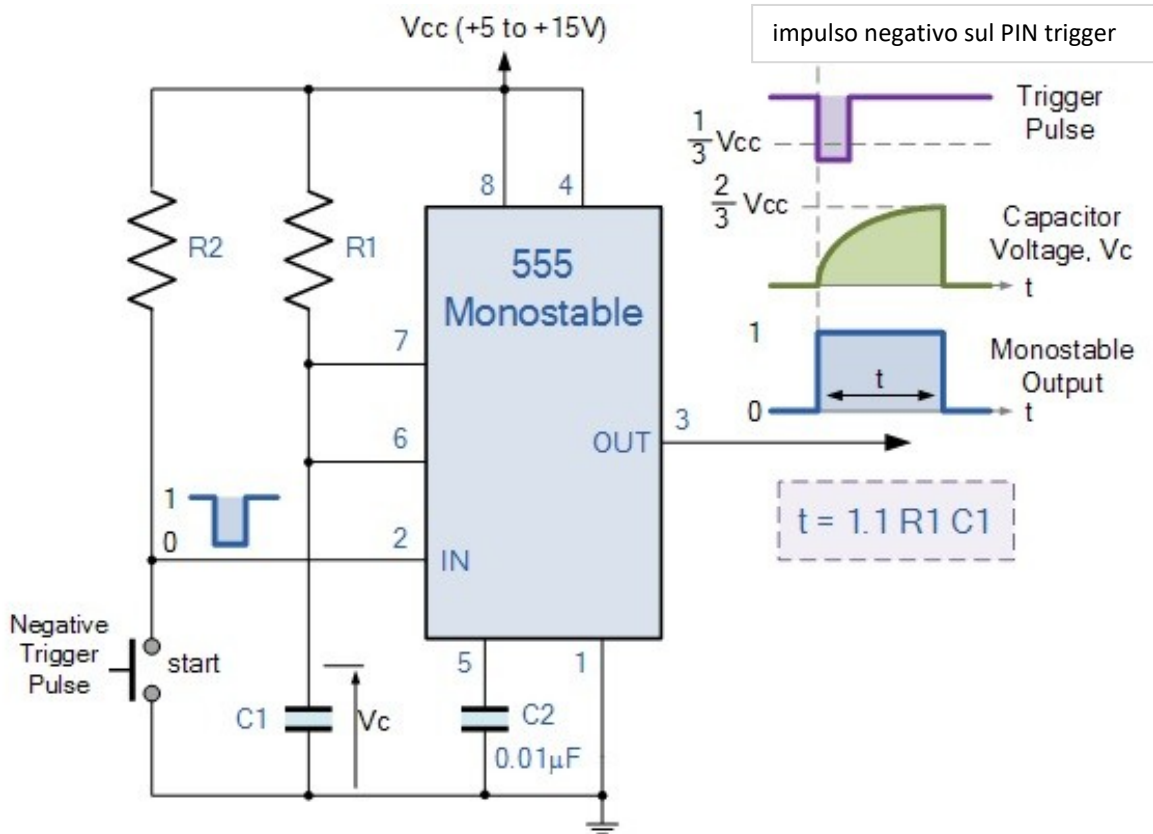 Vcc (+5 to +15V)
impulso negativo sul PIN trigger
Trigger
Pulse
1/3 Vcc
2/3 Vcc
Capacitor
Voltage, Vc
t
1
Monostable
Output
t
0
t
8
4
R2
R1
555
Monostable
7
6
3
OUT
t = 1.1 R1 C1
1
0
2
IN
Negative
Trigger
Pulse
start
5
1
C1
Vc
C2
0.01µF